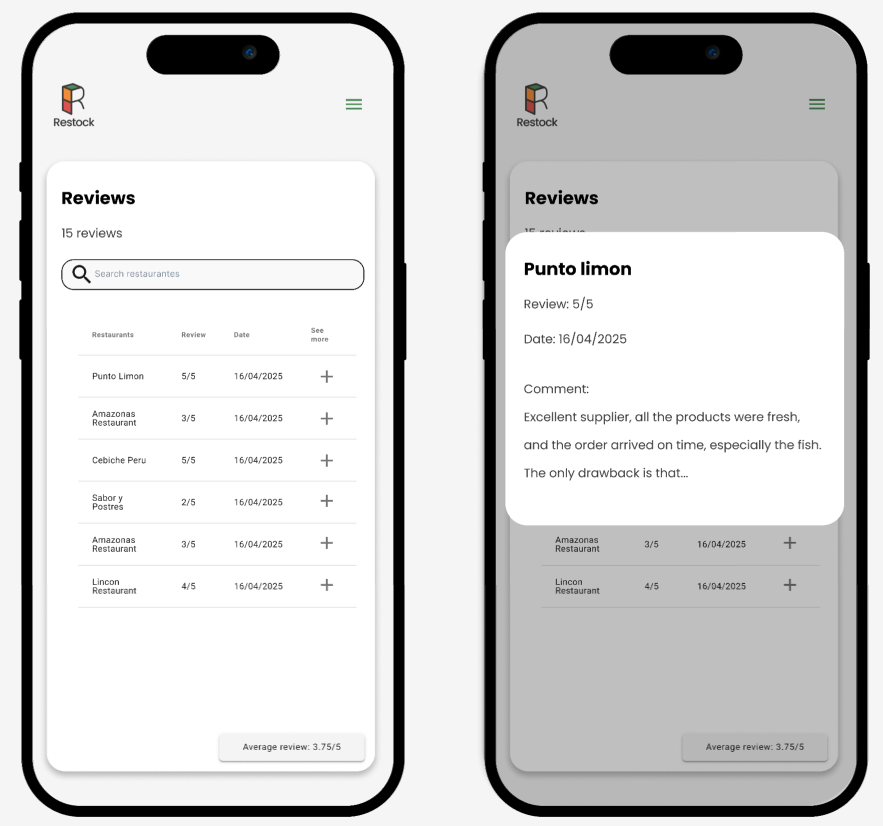 Restock
Reviews
15 reviews
Search restaurantes
Restaurants Review Date See
more
Punto Limon 5/5 16/04/2025 +
Amazonas
Restaurant 3/5 16/04/2025 +
Cebiche Peru 5/5 16/04/2025 +
Sabor y
Postres 2/5 16/04/2025 +
Amazonas
Restaurant 3/5 16/04/2025 +
Lincon
Restaurant 4/5 16/04/2025 +
Average review: 3.75/5
Restock
Reviews
15 reviews
Punto limon
Review: 5/5
Date: 16/04/2025
Comment:
Excellent supplier, all the products were fresh,
and the order arrived on time, especially the fish.
The only drawback is that...
Amazonas
Restaurant 3/5 16/04/2025 +
Lincon
Restaurant 4/5 16/04/2025 +
Average review: 3.75/5